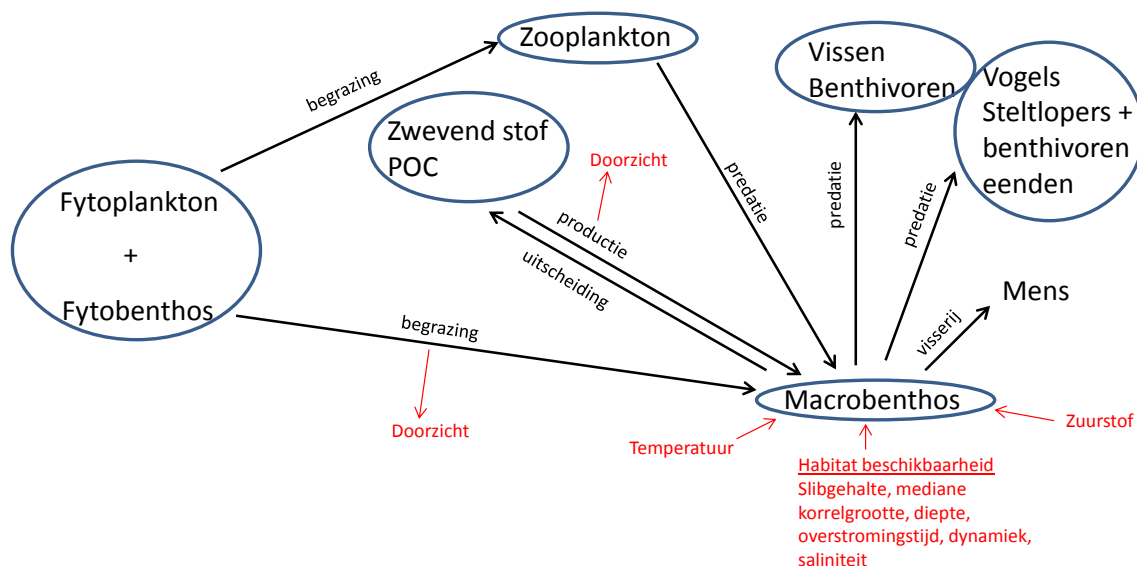 Zooplankton
Vissen
Benthivoren
Vogels
Steltlopers +
benthivoren
eenden
begrazing
Zwevend stof
POC
Doorzicht
predatie
predatie
predatie
Fytoplankton
+
Fytobenthos
productie
uitscheiding
begrazing
Mens
visserij
Macrobenthos
Doorzicht
Temperatuur
Zuurstof
Habitat beschikbaarheid
Slibgehalte, mediane
korrelgrootte, diepte,
overstromingstijd, dynamiek,
saliniteit